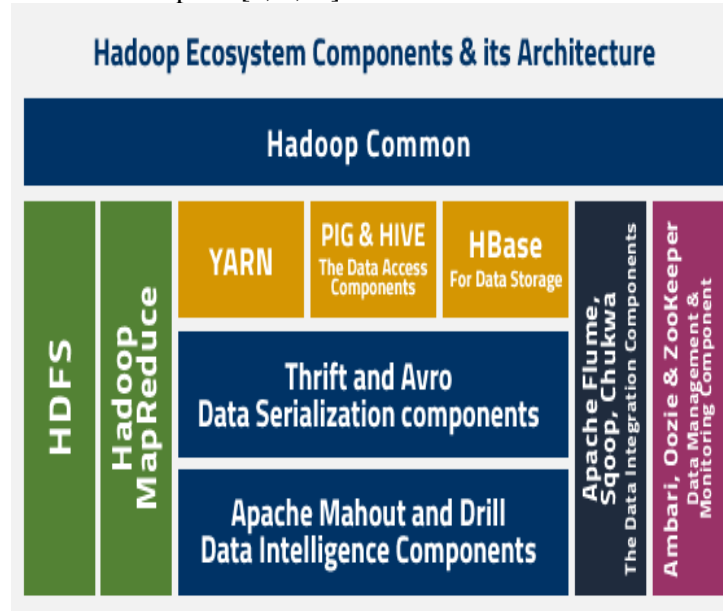 Hadoop Ecosystem Components & its Architecture
Hadoop Common
HDFS
Hadoop
MapReduce
YARN
PIG & HIVE
The Data Access
Components
HBase
For Data Storage
Thrift and Avro
Data Serialization components
Apache Mahout and Drill
Data Intelligence Components
Apache Flume,
Sqoop, Chukwa
The Data Integration Components
Ambari, Oozie & ZooKeeper
Data Management &
Monitoring Component